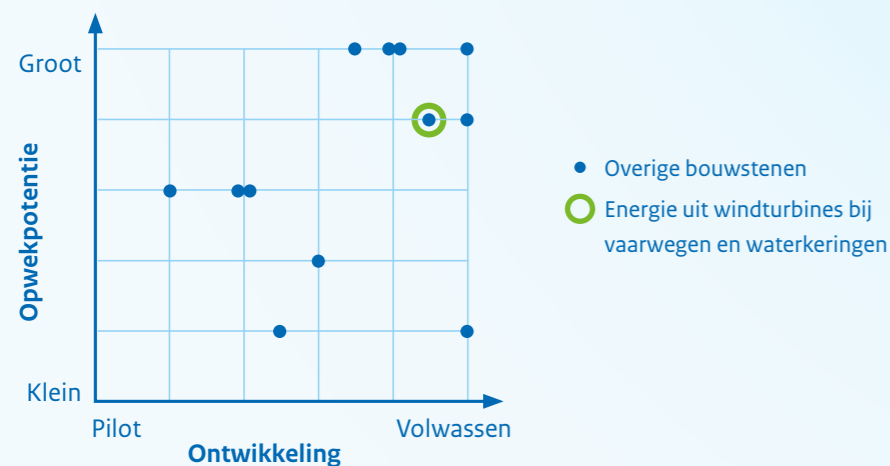 Groot
Opwekpotentie
Klein
Pilot
Volwassen
Ontwikkeling
Overige bouwstenen
Energie uit windturbines bij
vaarwegen en waterkeringen